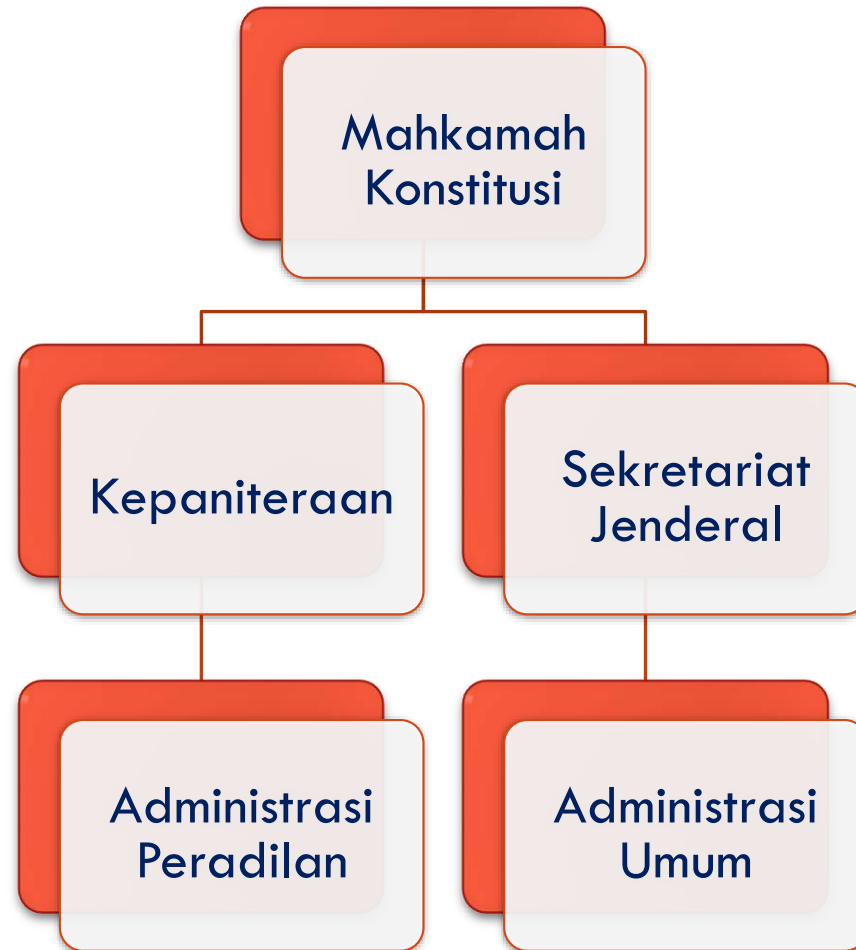 Mahkamah
Konstitusi
Kepaniteraan
Sekretariat
Jenderal
Administrasi
Peradilan
Administrasi
Umum